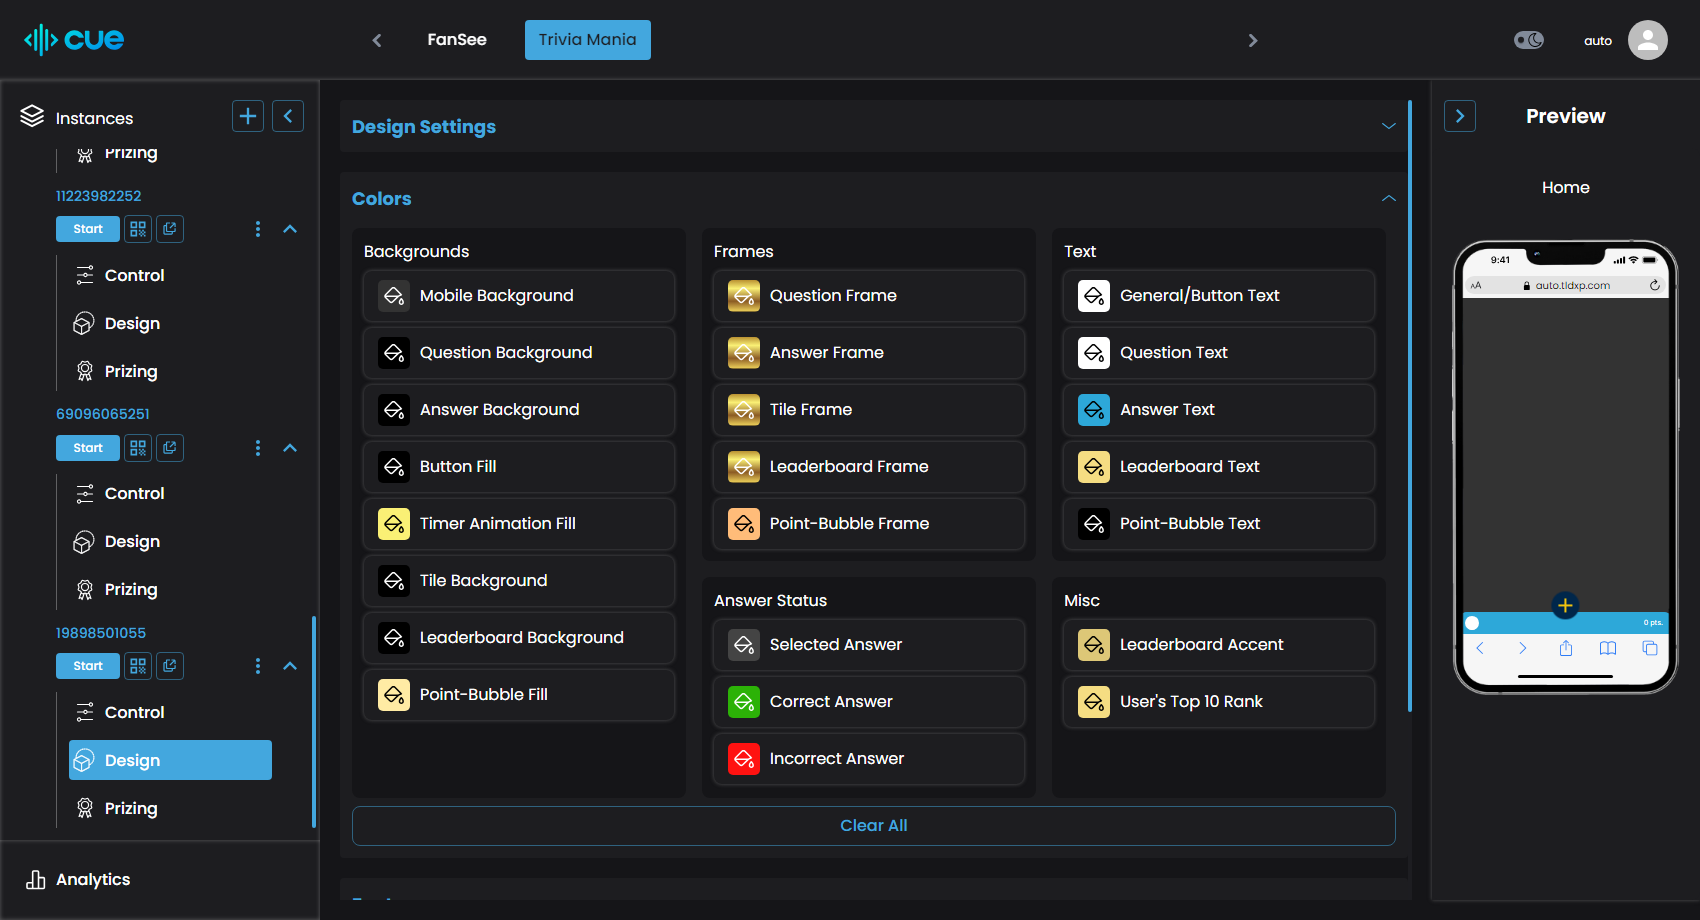 cue
FanSee
Trivia Mania
auto
Instances
Prizing
11223982252
Start
Control
Design
Prizing
69096065251
Start
Control
Design
Prizing
19898501055
Start
Control
Design
Prizing
Analytics
Design Settings
Colors
Backgrounds
Mobile Background
Question Background
Answer Background
Button Fill
Timer Animation Fill
Tile Background
Leaderboard Background
Point-Bubble Fill
Frames
Question Frame
Answer Frame
Tile Frame
Leaderboard Frame
Point-Bubble Frame
Answer Status
Selected Answer
Correct Answer
Incorrect Answer
Text
General/Button Text
Question Text
Answer Text
Leaderboard Text
Point-Bubble Text
Misc
Leaderboard Accent
User's Top 10 Rank
Clear All
Preview
Home
9:41
AA auto.tldxp.com
0 pts.